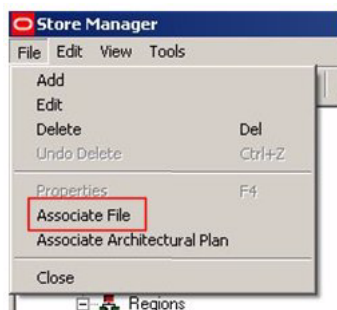 Store Manager
File Edit View Tools
Add
Edit
Delete Del
Undo Delete Ctrl+Z
Properties F4
Associate File
Associate Architectural Plan
Close
Regions